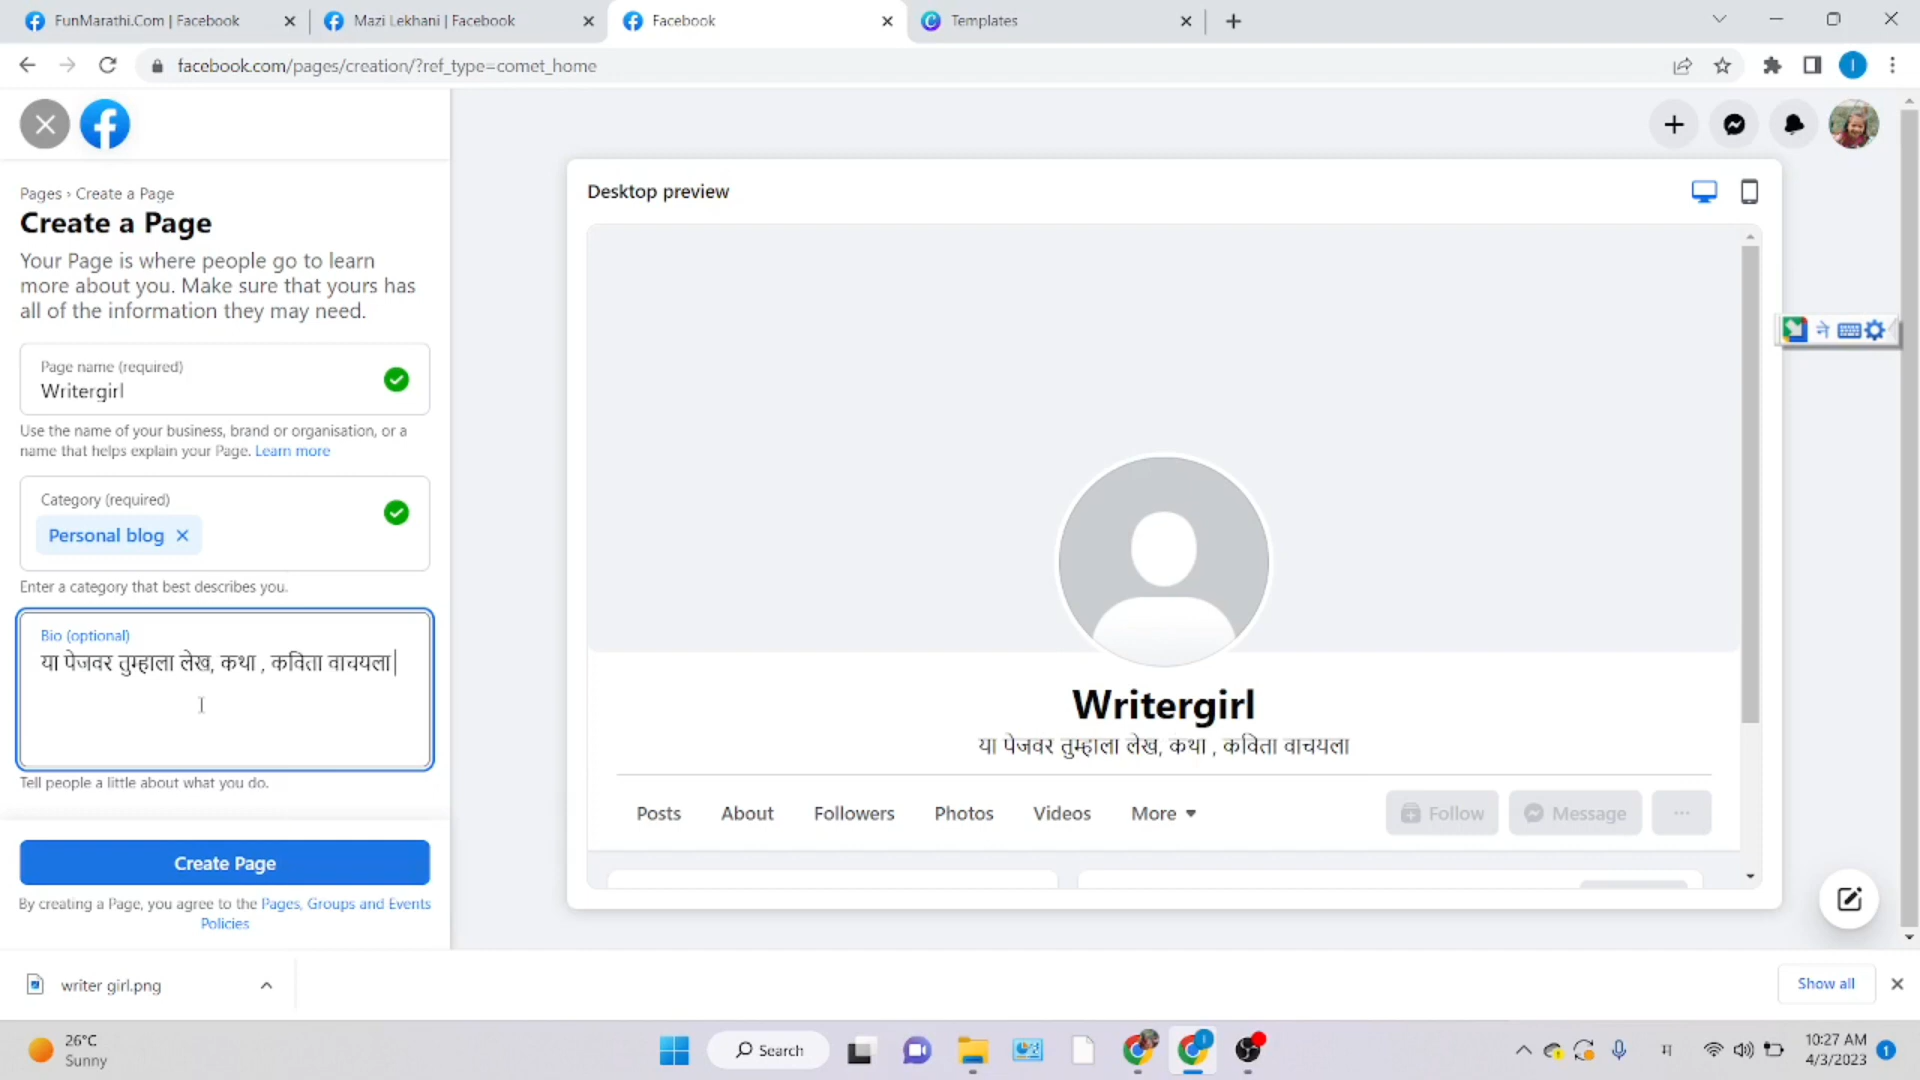 FunMarathi.Com | Facebook
Mazi Lekhani | Facebook
Facebook
Templates
facebook.com/pages/creation/?ref_type=comet_home
I
Pages › Create a Page
Create a Page
Your Page is where people go to learn
more about you. Make sure that yours has
all of the information they may need.
Page name (required)
Writergirl
Use the name of your business, brand or organisation, or a
name that helps explain your Page. Learn more
Category (required)
Personal blog
Enter a category that best describes you.
Bio (optional)
या पेजवर तुम्हाला लेख, कथा , कविता वाचयला
Tell people a little about what you do.
Create Page
By creating a Page, you agree to the Pages, Groups and Events
Policies
Desktop preview
ने
Writergirl
या पेजवर तुम्हाला लेख, कथा , कविता वाचयला
Posts
About
Followers
Photos
Videos
More
Follow
Message
writer girl.png
Show all
26°C
Sunny
Search
म
10:27 AM
4/3/2023
1